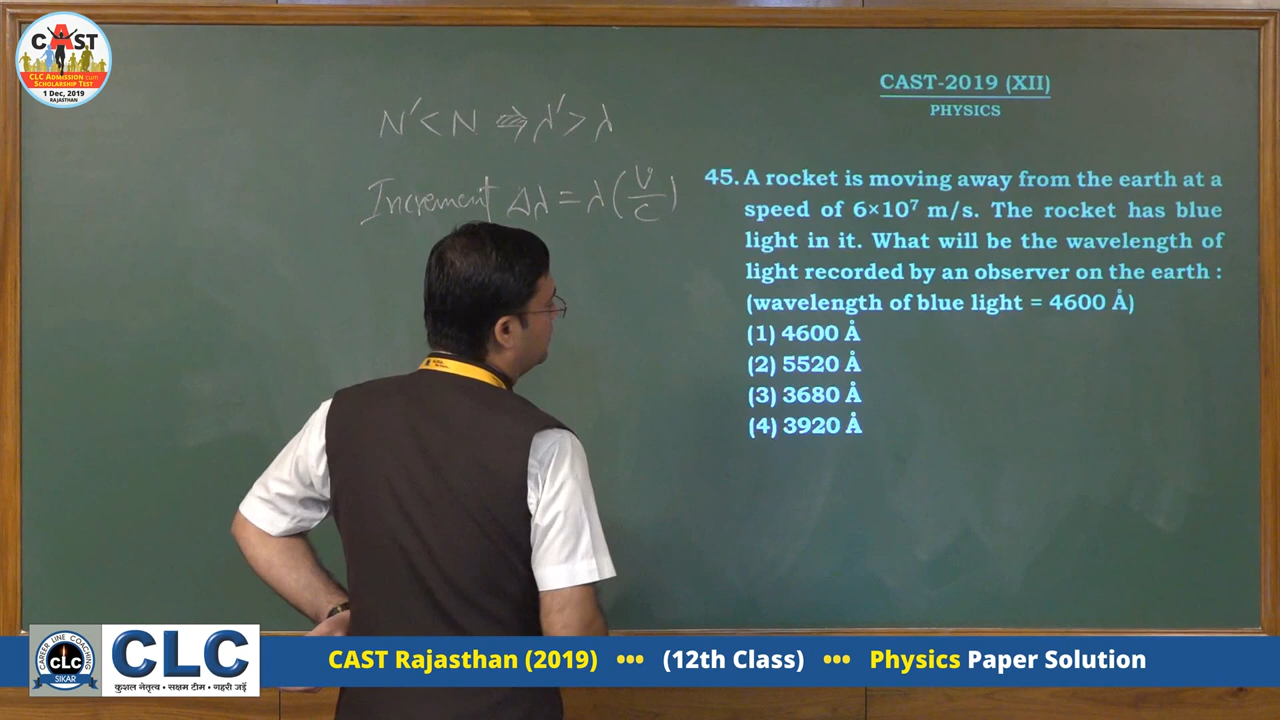 CAST
CLC ADMISSION cum
SCHOLARSHIP TEST
1 Dec, 2019
RAJASTHAN
N' < N ⇒ λ' > λ
Increment Δλ = λ(v/c)
CAST-2019 (XII)
PHYSICS
45. A rocket is moving away from the earth at a
speed of 6×10⁷ m/s. The rocket has blue
light in it. What will be the wavelength of
light recorded by an observer on the earth :
(wavelength of blue light = 4600 Å)
(1) 4600 Å
(2) 5520 Å
(3) 3680 Å
(4) 3920 Å
CAREER LINE COACHING
CLC
SIKAR
CLC
कुशल नेतृत्व • सक्षम टीम • गहरी जड़ें
CAST Rajasthan (2019) ••• (12th Class) ••• Physics Paper Solution